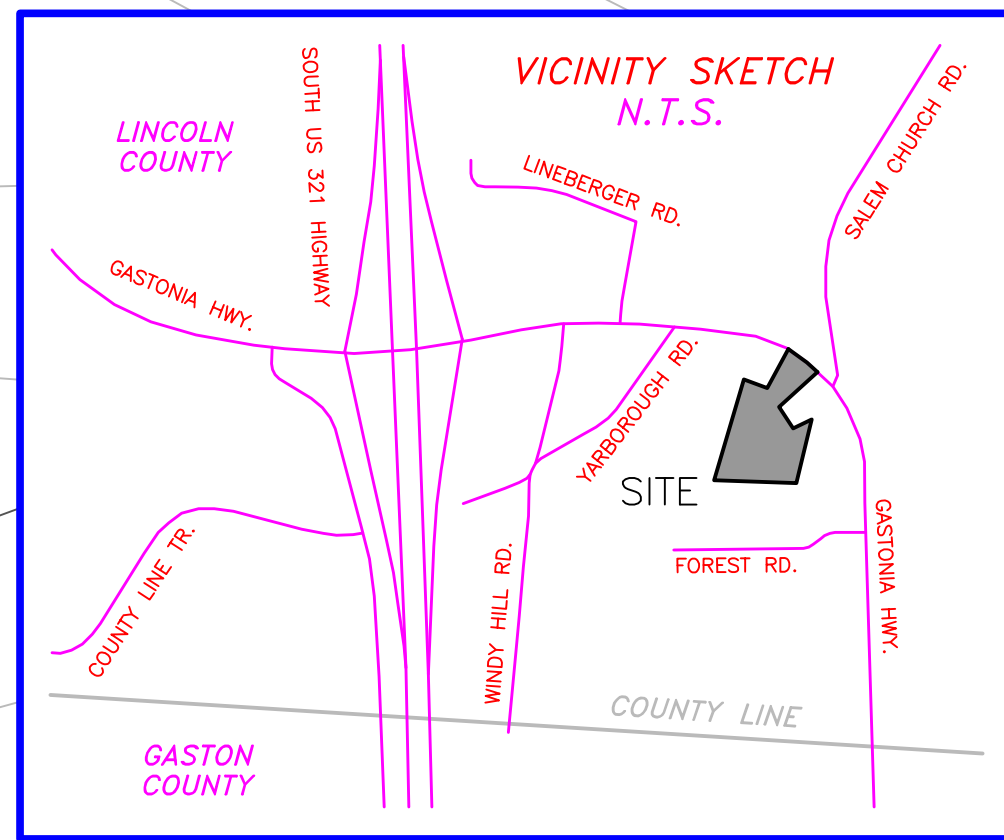 VICINITY SKETCH
N.T.S.
LINCOLN
COUNTY
SOUTH US 321 HIGHWAY
SALEM CHURCH RD.
LINEBERGER RD.
GASTONIA HWY.
YARBOROUGH RD.
SITE
COUNTY LINE TR.
WINDY HILL RD.
FOREST RD.
GASTONIA HWY.
COUNTY LINE
GASTON
COUNTY